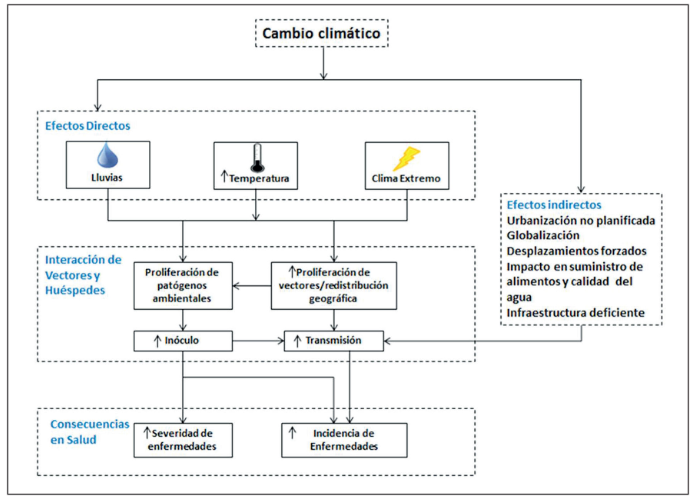 Cambio climático
Efectos Directos
Lluvias
↑Temperatura
Clima Extremo
Efectos indirectos
Urbanización no planificada
Globalización
Desplazamientos forzados
Impacto en suministro de
alimentos y calidad del
agua
Infraestructura deficiente
Interacción de
Vectores y
Huéspedes
Proliferación de
patógenos
ambientales
↑Proliferación de
vectores/redistribución
geográfica
↑ Inóculo
↑ Transmisión
Consecuencias
en Salud
↑Severidad de
enfermedades
↑ Incidencia de
Enfermedades